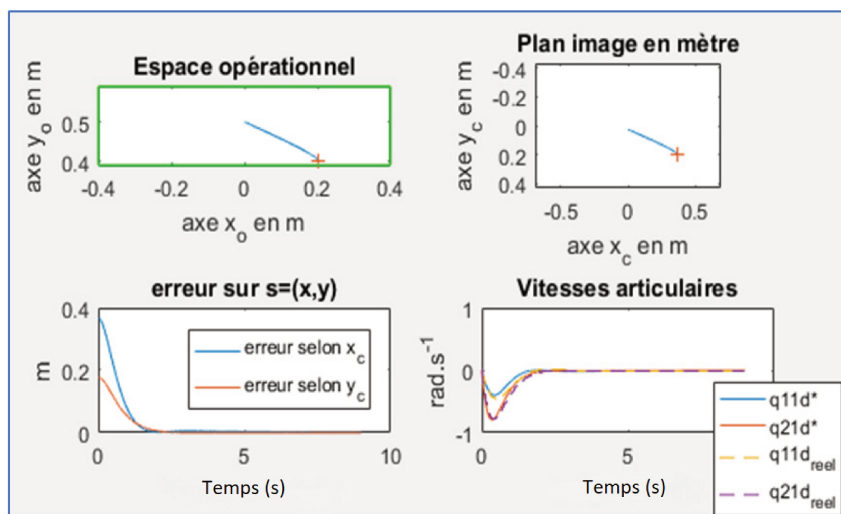 Espace opérationnel
axe y_o en m
0.5
0.4
-0.4
-0.2
0
0.2
0.4
axe x_o en m
Plan image en mètre
axe y_c en m
-0.4
-0.2
0
0.2
0.4
-0.5
0
0.5
axe x_c en m
erreur sur s=(x,y)
m
0.4
0.2
0
erreur selon x_c
erreur selon y_c
0
5
10
Temps (s)
Vitesses articulaires
rad.s^-1
1
0
-1
0
5
Temps (s)
q11d*
q21d*
q11d_reel
q21d_reel